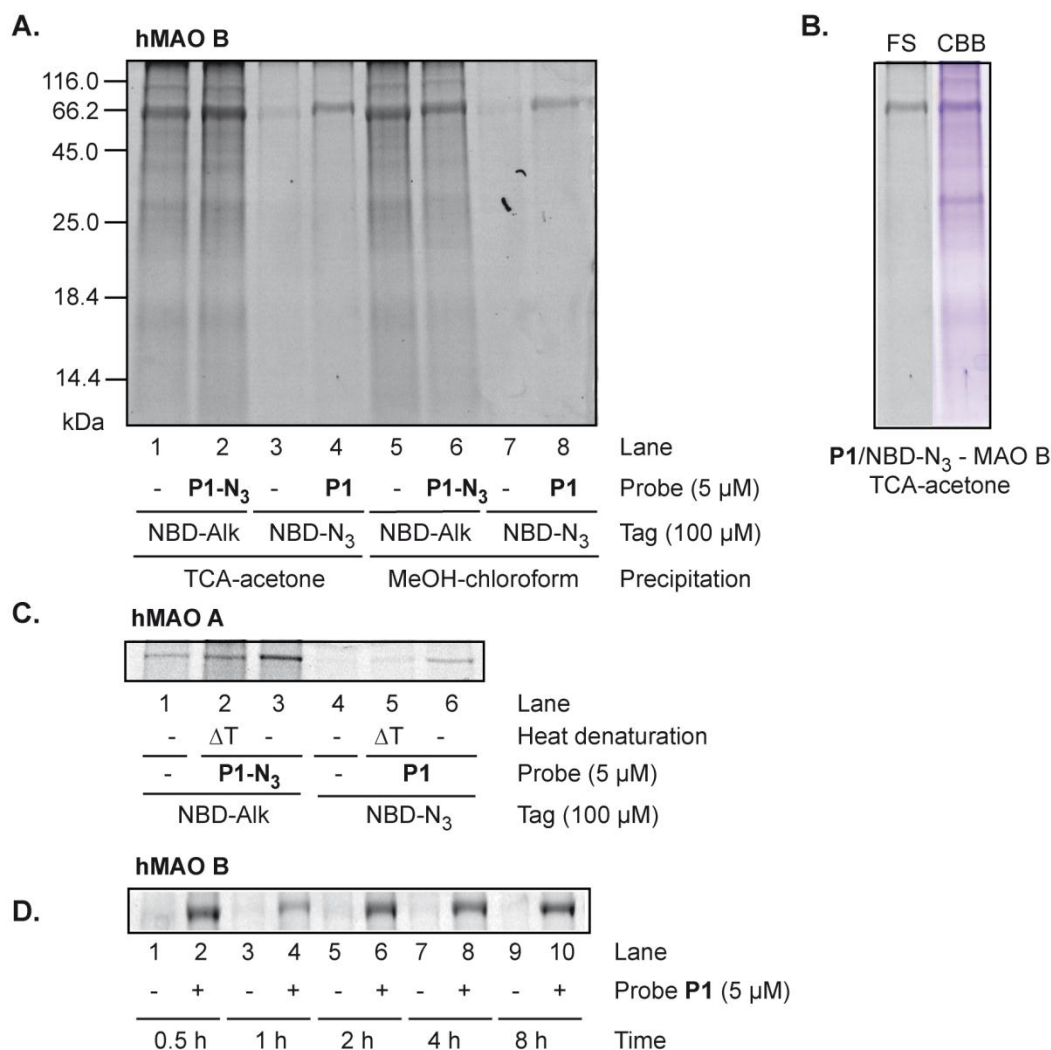 A.
hMAO B
116.0
66.2
45.0
25.0
18.4
14.4
kDa
1 2 3 4 5 6 7 8 Lane
- P1-N3 - P1 - P1-N3 - P1 Probe (5 µM)
NBD-Alk NBD-N3 NBD-Alk NBD-N3 Tag (100 µM)
TCA-acetone MeOH-chloroform Precipitation
B.
FS CBB
P1/NBD-N3 - MAO B
TCA-acetone
C.
hMAO A
1 2 3 4 5 6 Lane
- ΔT - - ΔT - Heat denaturation
- P1-N3 - P1 Probe (5 µM)
NBD-Alk NBD-N3 Tag (100 µM)
hMAO B
D.
1 2 3 4 5 6 7 8 9 10 Lane
- + - + - + - + - + Probe P1 (5 µM)
0.5 h 1 h 2 h 4 h 8 h Time